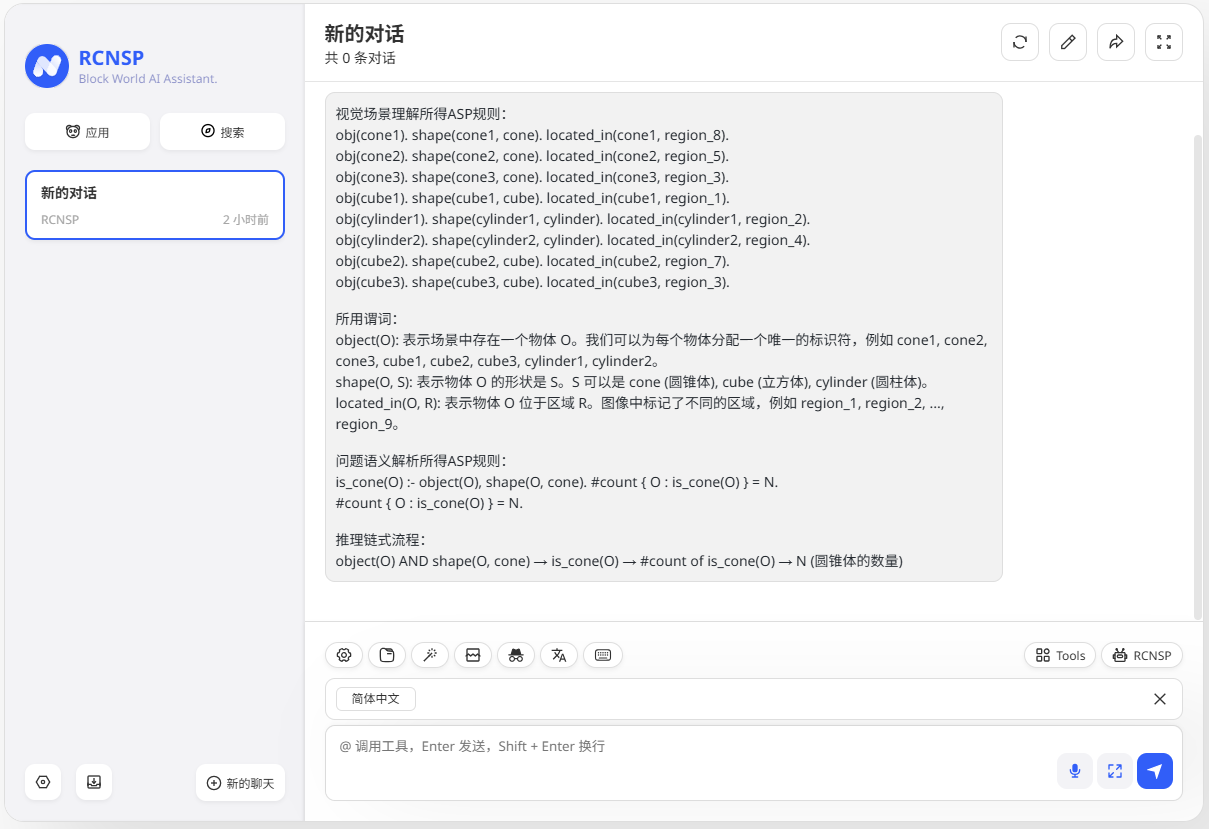 RCNSP
Block World AI Assistant.
应用
搜索
新的对话
RCNSP
2 小时前
新的聊天
新的对话
共 0 条对话
视觉场景理解所得ASP规则：
obj(cone1). shape(cone1, cone). located_in(cone1, region_8).
obj(cone2). shape(cone2, cone). located_in(cone2, region_5).
obj(cone3). shape(cone3, cone). located_in(cone3, region_3).
obj(cube1). shape(cube1, cube). located_in(cube1, region_1).
obj(cylinder1). shape(cylinder1, cylinder). located_in(cylinder1, region_2).
obj(cylinder2). shape(cylinder2, cylinder). located_in(cylinder2, region_4).
obj(cube2). shape(cube2, cube). located_in(cube2, region_7).
obj(cube3). shape(cube3, cube). located_in(cube3, region_3).
所用谓词：
object(O): 表示场景中存在一个物体 O。我们可以为每个物体分配一个唯一的标识符，例如 cone1, cone2,
cone3, cube1, cube2, cube3, cylinder1, cylinder2。
shape(O, S): 表示物体 O 的形状是 S。S 可以是 cone (圆锥体), cube (立方体), cylinder (圆柱体)。
located_in(O, R): 表示物体 O 位于区域 R。图像中标记了不同的区域，例如 region_1, region_2, ...,
region_9。
问题语义解析所得ASP规则：
is_cone(O) :- object(O), shape(O, cone). #count { O : is_cone(O) } = N.
#count { O : is_cone(O) } = N.
推理链式流程：
object(O) AND shape(O, cone) → is_cone(O) → #count of is_cone(O) → N (圆锥体的数量)
Tools
RCNSP
简体中文
@ 调用工具，Enter 发送，Shift + Enter 换行